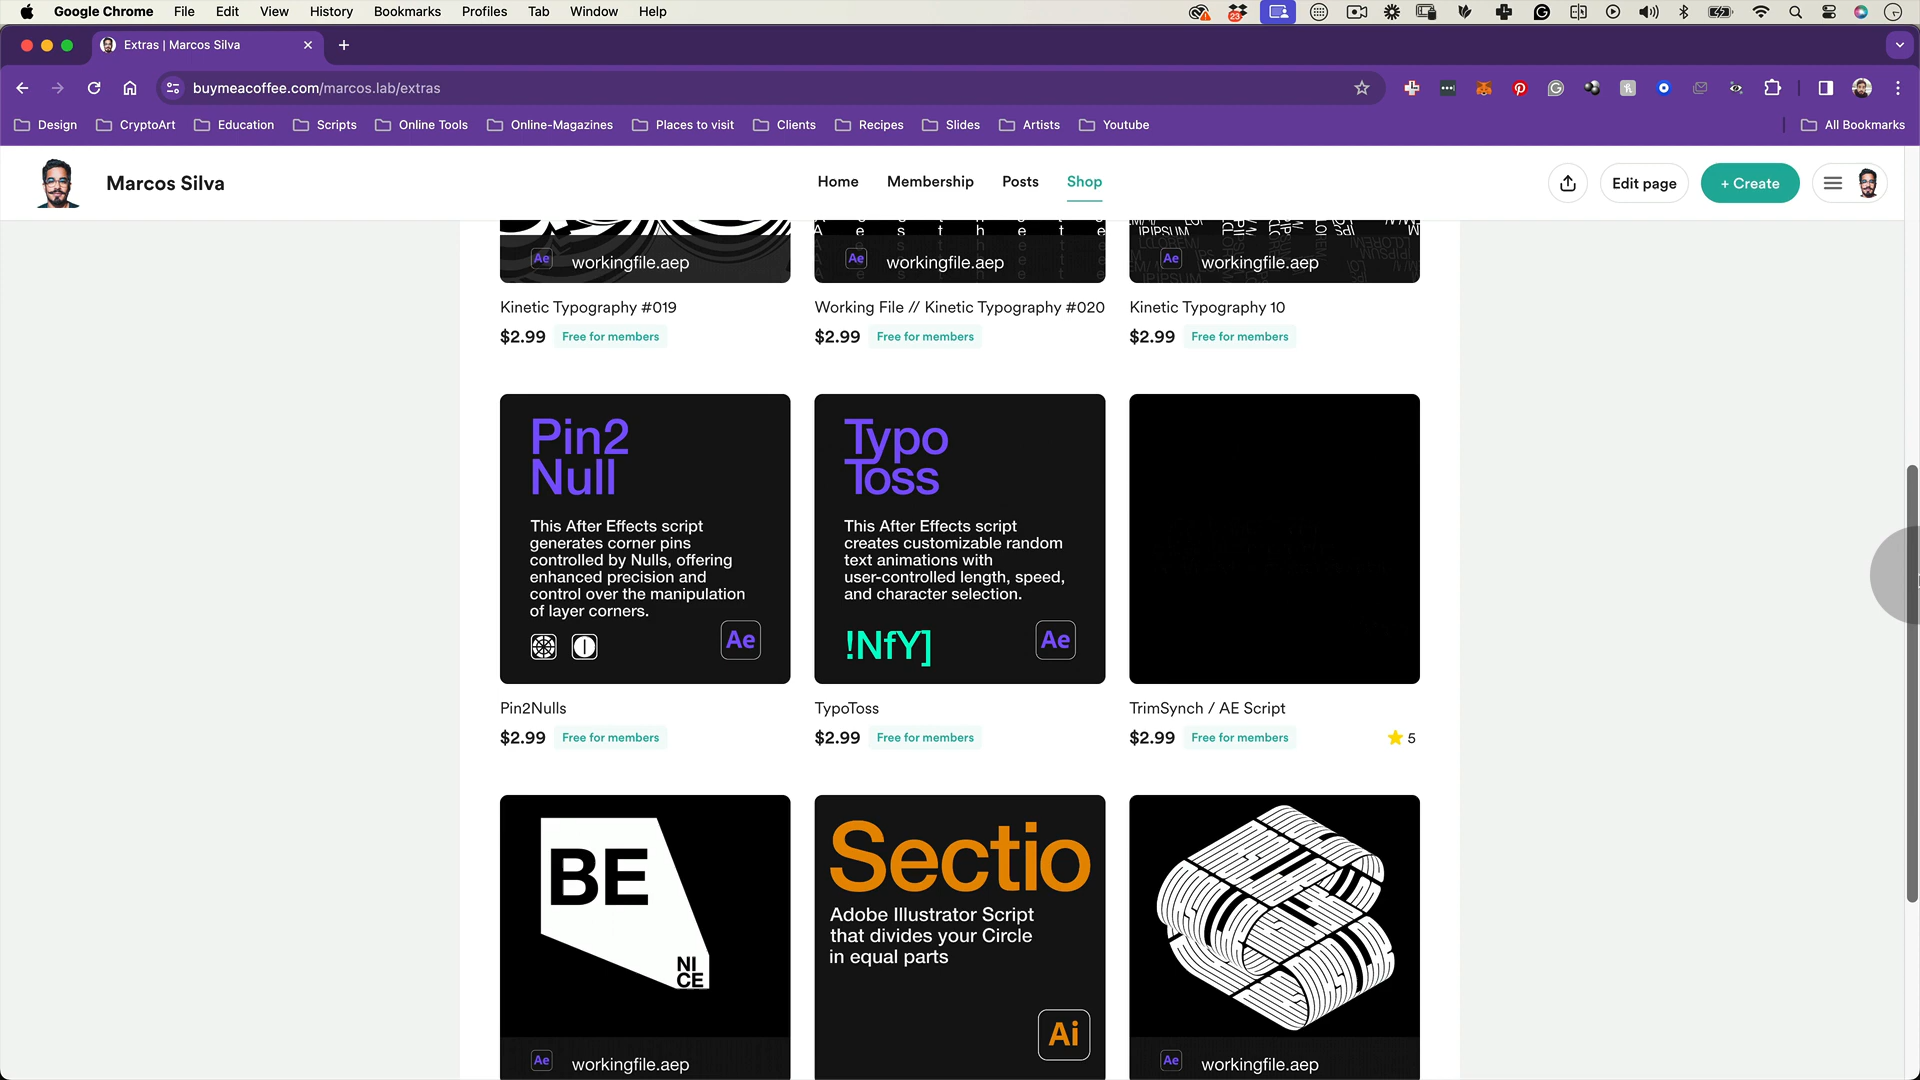 Google Chrome File Edit View History Bookmarks Profiles Tab Window Help
23
Extras | Marcos Silva
buymeacoffee.com/marcos.lab/extras
Design CryptoArt Education Scripts Online Tools Online-Magazines Places to visit Clients Recipes Slides Artists Youtube All Bookmarks
Marcos Silva
Home Membership Posts Shop
Edit page
+ Create
Ae workingfile.aep
Ae workingfile.aep
Ae workingfile.aep
Kinetic Typography #019
$2.99 Free for members
Working File // Kinetic Typography #020
$2.99 Free for members
Kinetic Typography 10
$2.99 Free for members
Pin2
Null
This After Effects script
generates corner pins
controlled by Nulls, offering
enhanced precision and
control over the manipulation
of layer corners.
Ae
Pin2Nulls
$2.99 Free for members
Typo
Toss
This After Effects script
creates customizable random
text animations with
user-controlled length, speed,
and character selection.
!NfY]
Ae
TypoToss
$2.99 Free for members
TrimSynch / AE Script
$2.99 Free for members 5
BE
NI
CE
Ae workingfile.aep
Sectio
Adobe Illustrator Script
that divides your Circle
in equal parts
Ai
Ae workingfile.aep